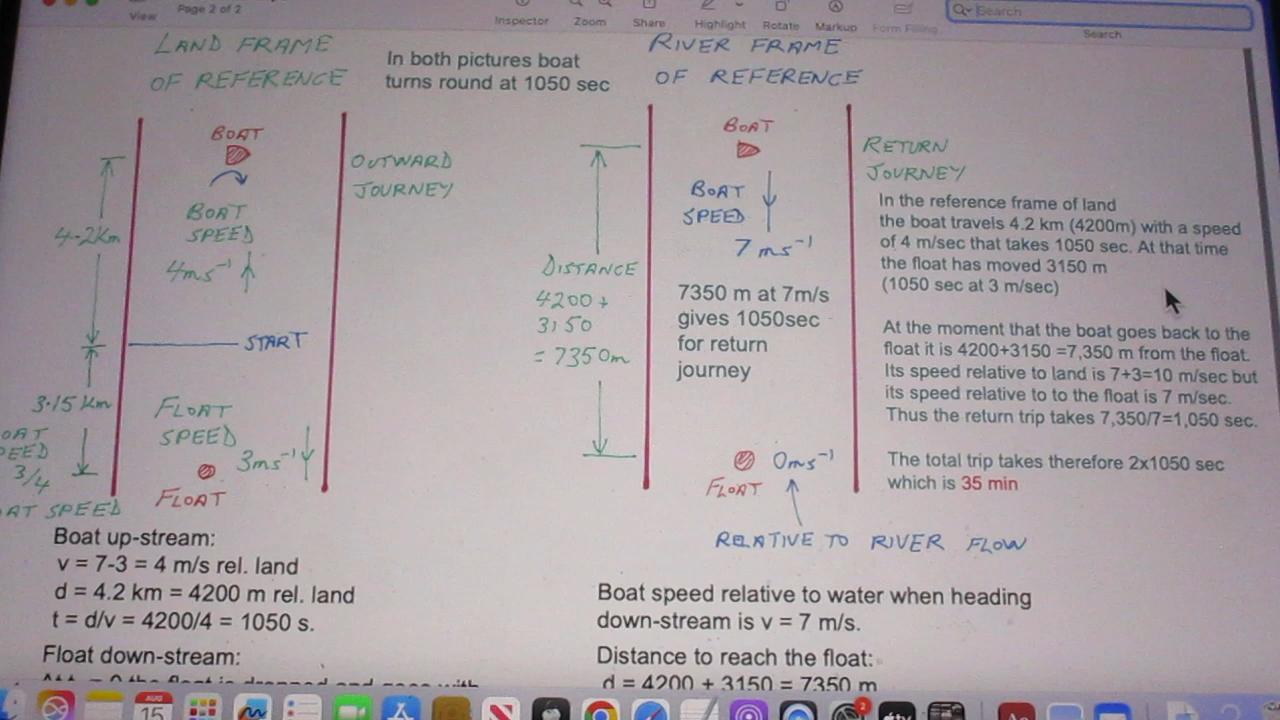 Page 2 of 2
View
Inspector
Zoom
Share
Highlight
Rotate
Markup
Form Filling
Search
Search
LAND FRAME
OF REFERENCE
In both pictures boat
turns round at 1050 sec
RIVER FRAME
OF REFERENCE
BOAT
OUTWARD
JOURNEY
BOAT
SPEED
4ms⁻¹
4.2Km
START
3.15 Km
FLOAT
SPEED
3ms⁻¹
FLOAT
3/4
BOAT
BOAT
SPEED
7 ms⁻¹
DISTANCE
4200 +
3150
= 7350m
7350 m at 7m/s
gives 1050sec
for return
journey
0ms⁻¹
FLOAT
RELATIVE TO RIVER FLOW
RETURN
JOURNEY
In the reference frame of land
the boat travels 4.2 km (4200m) with a speed
of 4 m/sec that takes 1050 sec. At that time
the float has moved 3150 m
(1050 sec at 3 m/sec)
At the moment that the boat goes back to the
float it is 4200+3150 =7,350 m from the float.
Its speed relative to land is 7+3=10 m/sec but
its speed relative to to the float is 7 m/sec.
Thus the return trip takes 7,350/7=1,050 sec.
The total trip takes therefore 2x1050 sec
which is 35 min
Boat up-stream:
v = 7-3 = 4 m/s rel. land
d = 4.2 km = 4200 m rel. land
t = d/v = 4200/4 = 1050 s.
Float down-stream:
Boat speed relative to water when heading
down-stream is v = 7 m/s.
Distance to reach the float:
d = 4200 + 3150 = 7350 m
AUG
15
2
tv